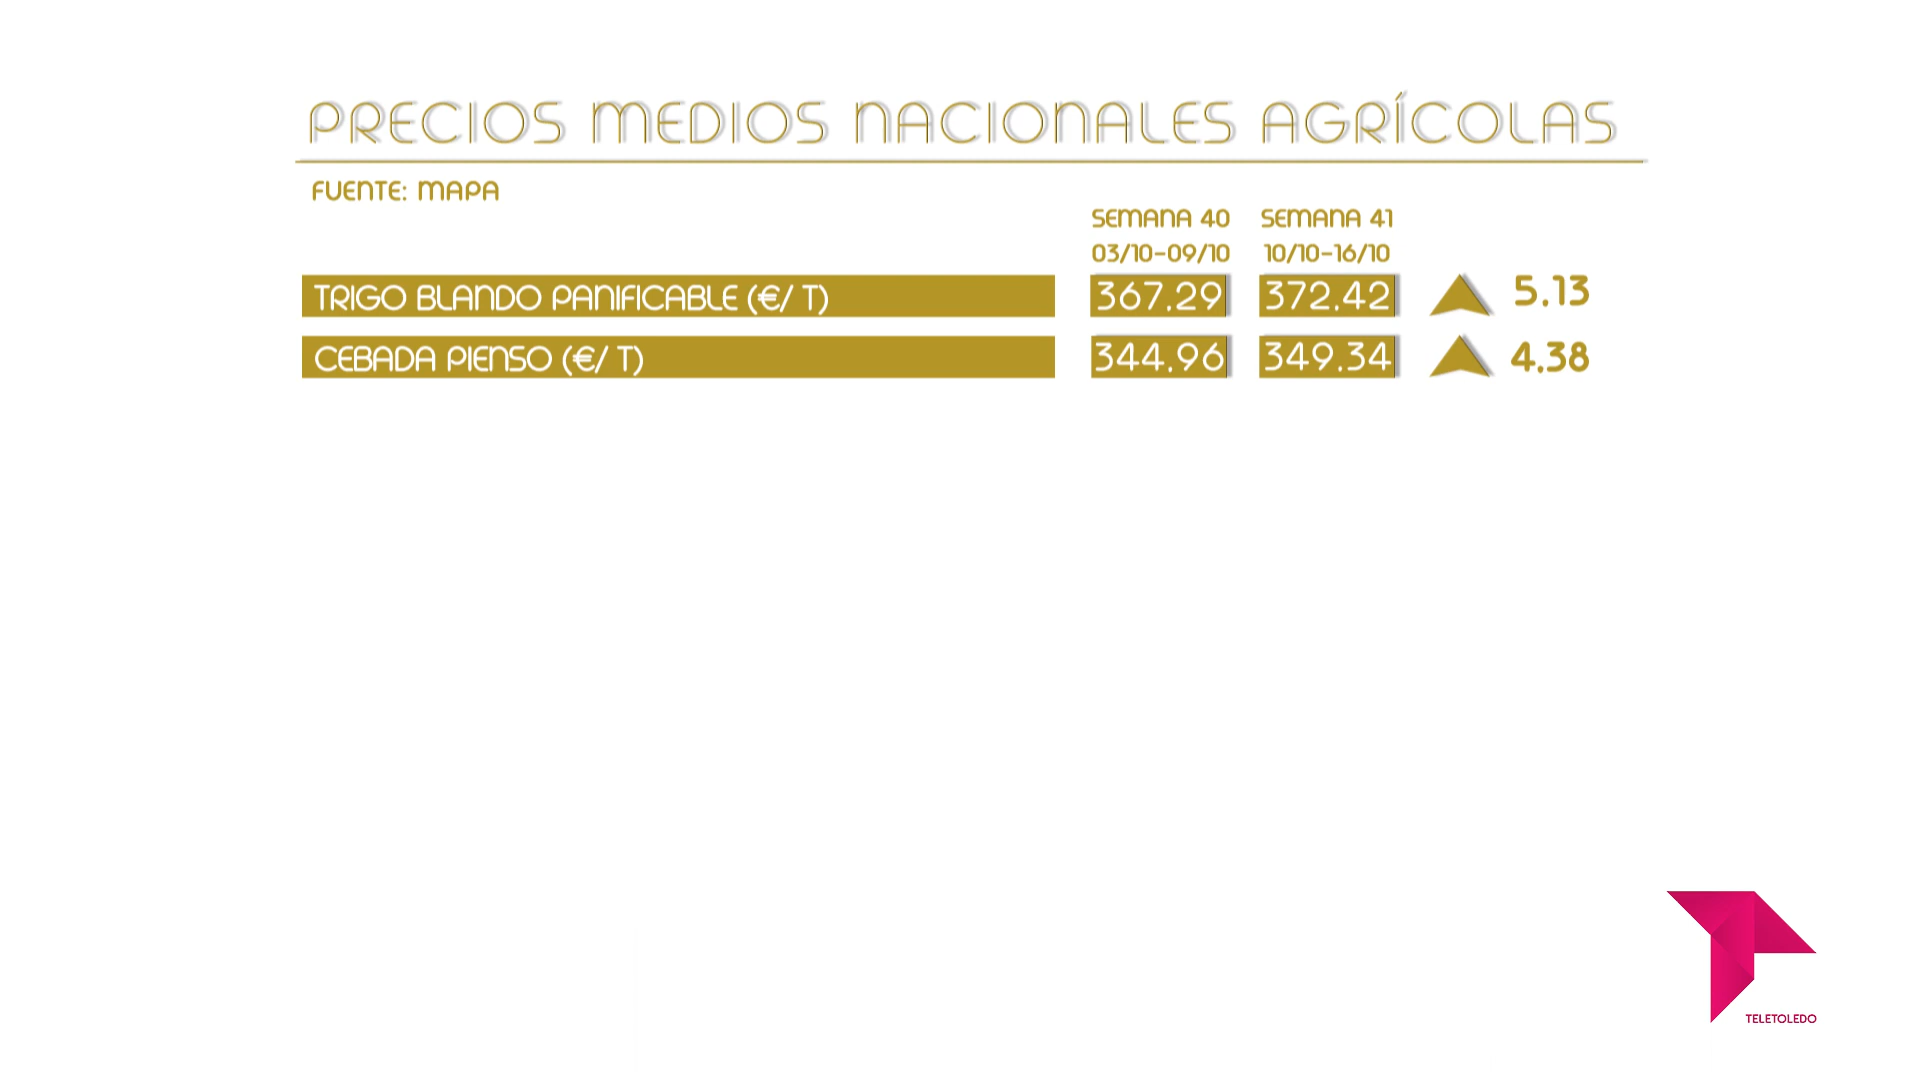 PRECIOS MEDIOS NACIONALES AGRÍCOLAS
FUENTE: MAPA
SEMANA 40 SEMANA 41
03/10-09/10 10/10-16/10
TRIGO BLANDO PANIFICABLE (€/ T) 367.29 372.42 5.13
CEBADA PIENSO (€/ T) 344.96 349.34 4.38
TELETOLEDO